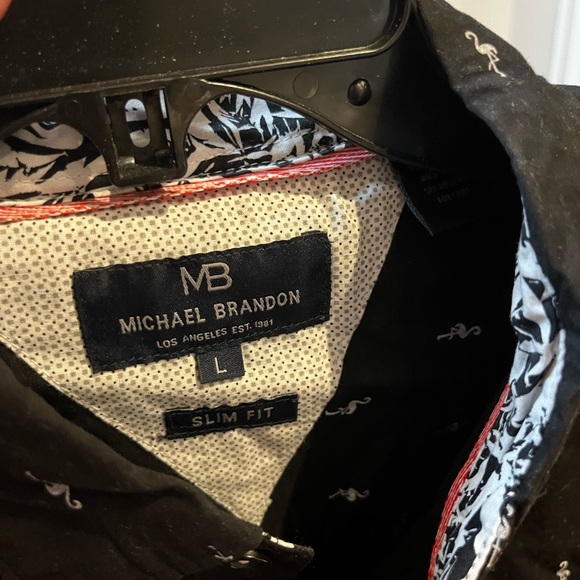 MB
MICHAEL BRANDON
LOS ANGELES EST. 1981
L
SLIM FIT